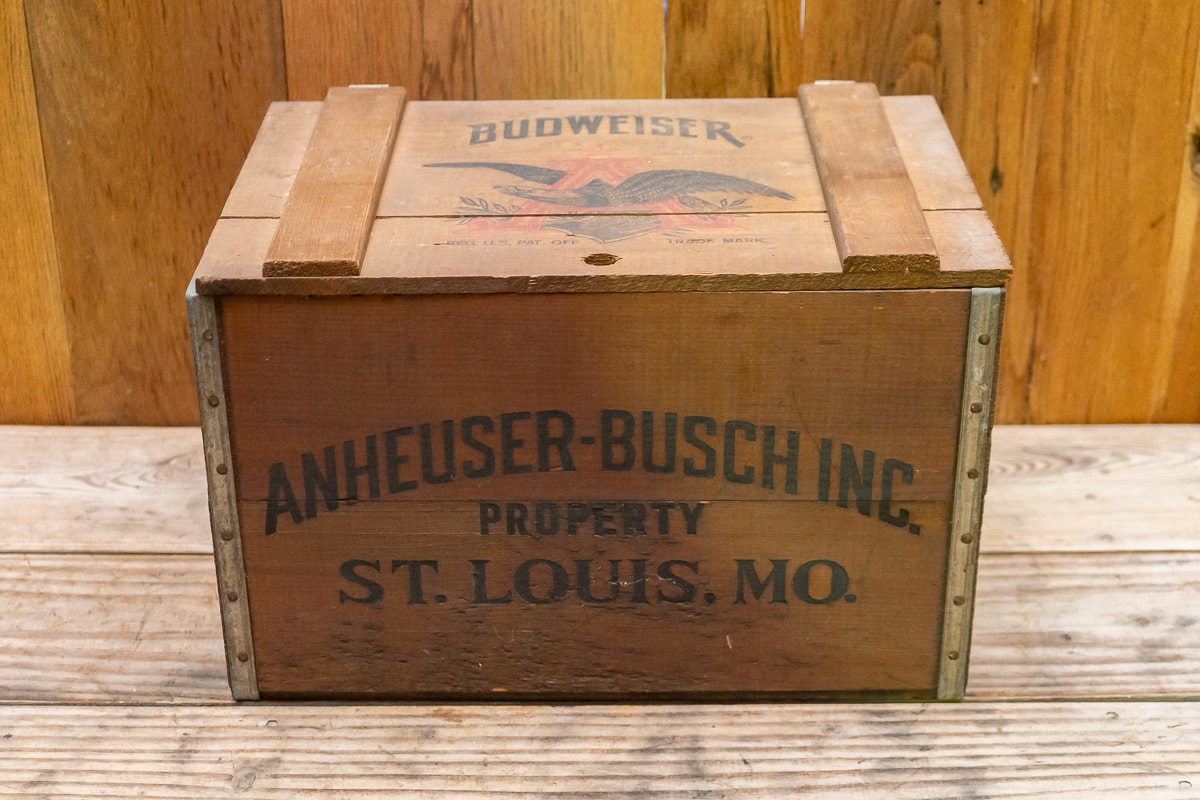 BUDWEISER
REG. U.S. PAT. OFF. TRADE MARK
ANHEUSER-BUSCH INC.
PROPERTY
ST. LOUIS, MO.